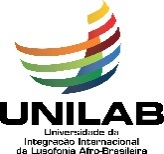 UNILAB
Universidade da
Integração Internacional
da Lusofonia Afro-Brasileira